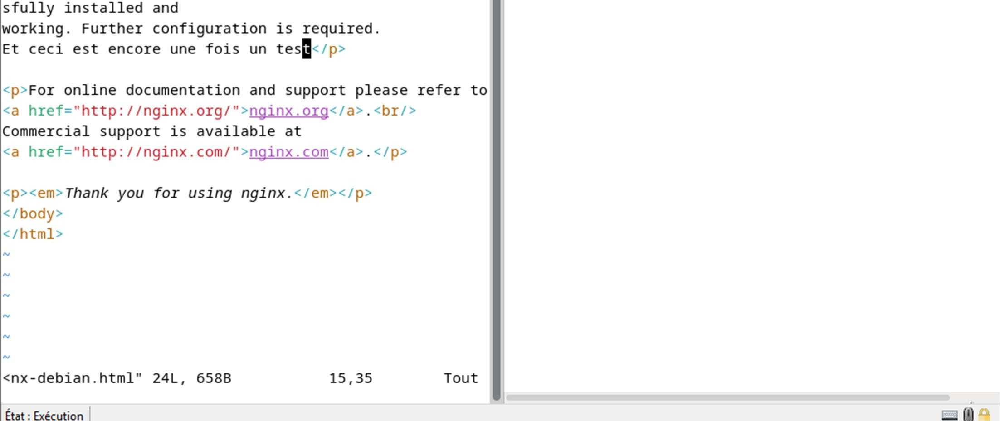 sfully installed and
working. Further configuration is required.
Et ceci est encore une fois un test</p>
<p>For online documentation and support please refer to
<a href="http://nginx.org/">nginx.org</a>.<br/>
Commercial support is available at
<a href="http://nginx.com/">nginx.com</a>.</p>
<p><em>Thank you for using nginx.</em></p>
</body>
</html>
~
~
~
~
~
~
<nx-debian.html" 24L, 658B 15,35 Tout
État : Exécution